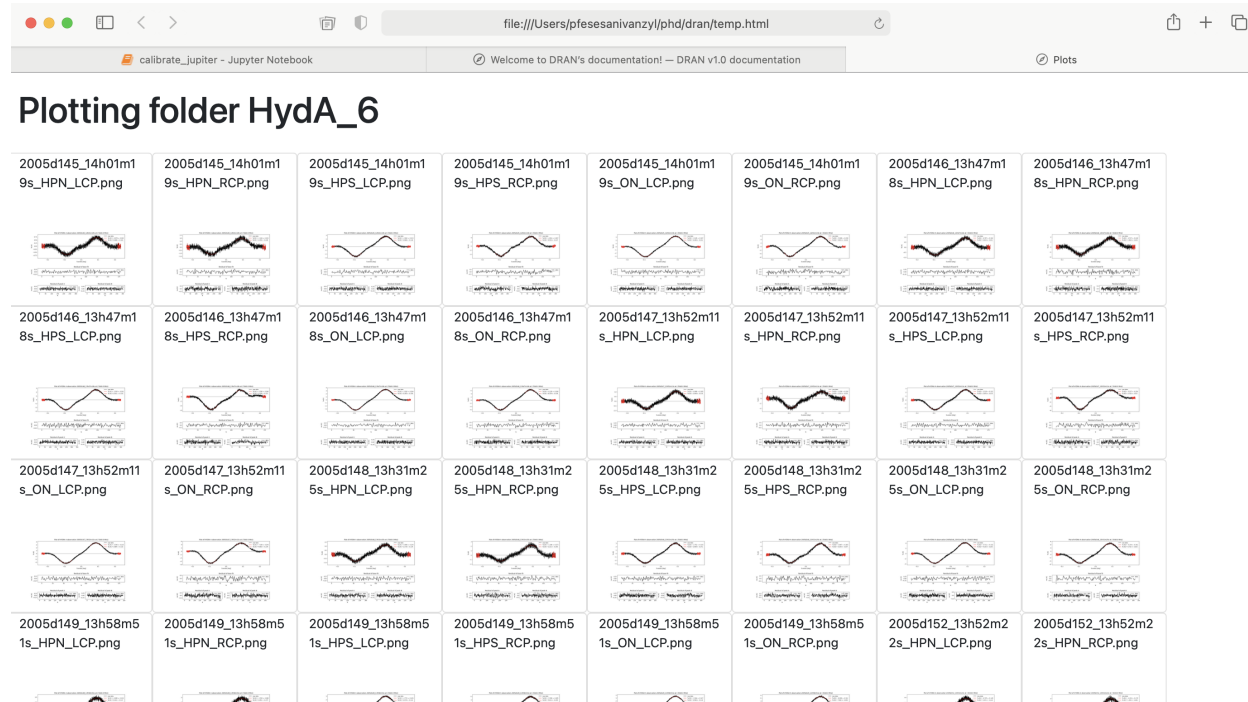 file:///Users/pfesesanivanzyl/phd/dran/temp.html
calibrate_jupiter - Jupyter Notebook
Welcome to DRAN's documentation! — DRAN v1.0 documentation
Plots
Plotting folder HydA_6
2005d145_14h01m1 2005d145_14h01m1 2005d145_14h01m1 2005d145_14h01m1 2005d145_14h01m1 2005d145_14h01m1 2005d146_13h47m1 2005d146_13h47m1
9s_HPN_LCP.png 9s_HPN_RCP.png 9s_HPS_LCP.png 9s_HPS_RCP.png 9s_ON_LCP.png 9s_ON_RCP.png 8s_HPN_LCP.png 8s_HPN_RCP.png
2005d146_13h47m1 2005d146_13h47m1 2005d146_13h47m1 2005d146_13h47m1 2005d147_13h52m11 2005d147_13h52m11 2005d147_13h52m11 2005d147_13h52m11
8s_HPS_LCP.png 8s_HPS_RCP.png 8s_ON_LCP.png 8s_ON_RCP.png s_HPN_LCP.png s_HPN_RCP.png s_HPS_LCP.png s_HPS_RCP.png
2005d147_13h52m11 2005d147_13h52m11 2005d148_13h31m2 2005d148_13h31m2 2005d148_13h31m2 2005d148_13h31m2 2005d148_13h31m2 2005d148_13h31m2
s_ON_LCP.png s_ON_RCP.png 5s_HPN_LCP.png 5s_HPN_RCP.png 5s_HPS_LCP.png 5s_HPS_RCP.png 5s_ON_LCP.png 5s_ON_RCP.png
2005d149_13h58m5 2005d149_13h58m5 2005d149_13h58m5 2005d149_13h58m5 2005d149_13h58m5 2005d149_13h58m5 2005d152_13h52m2 2005d152_13h52m2
1s_HPN_LCP.png 1s_HPN_RCP.png 1s_HPS_LCP.png 1s_HPS_RCP.png 1s_ON_LCP.png 1s_ON_RCP.png 2s_HPN_LCP.png 2s_HPN_RCP.png